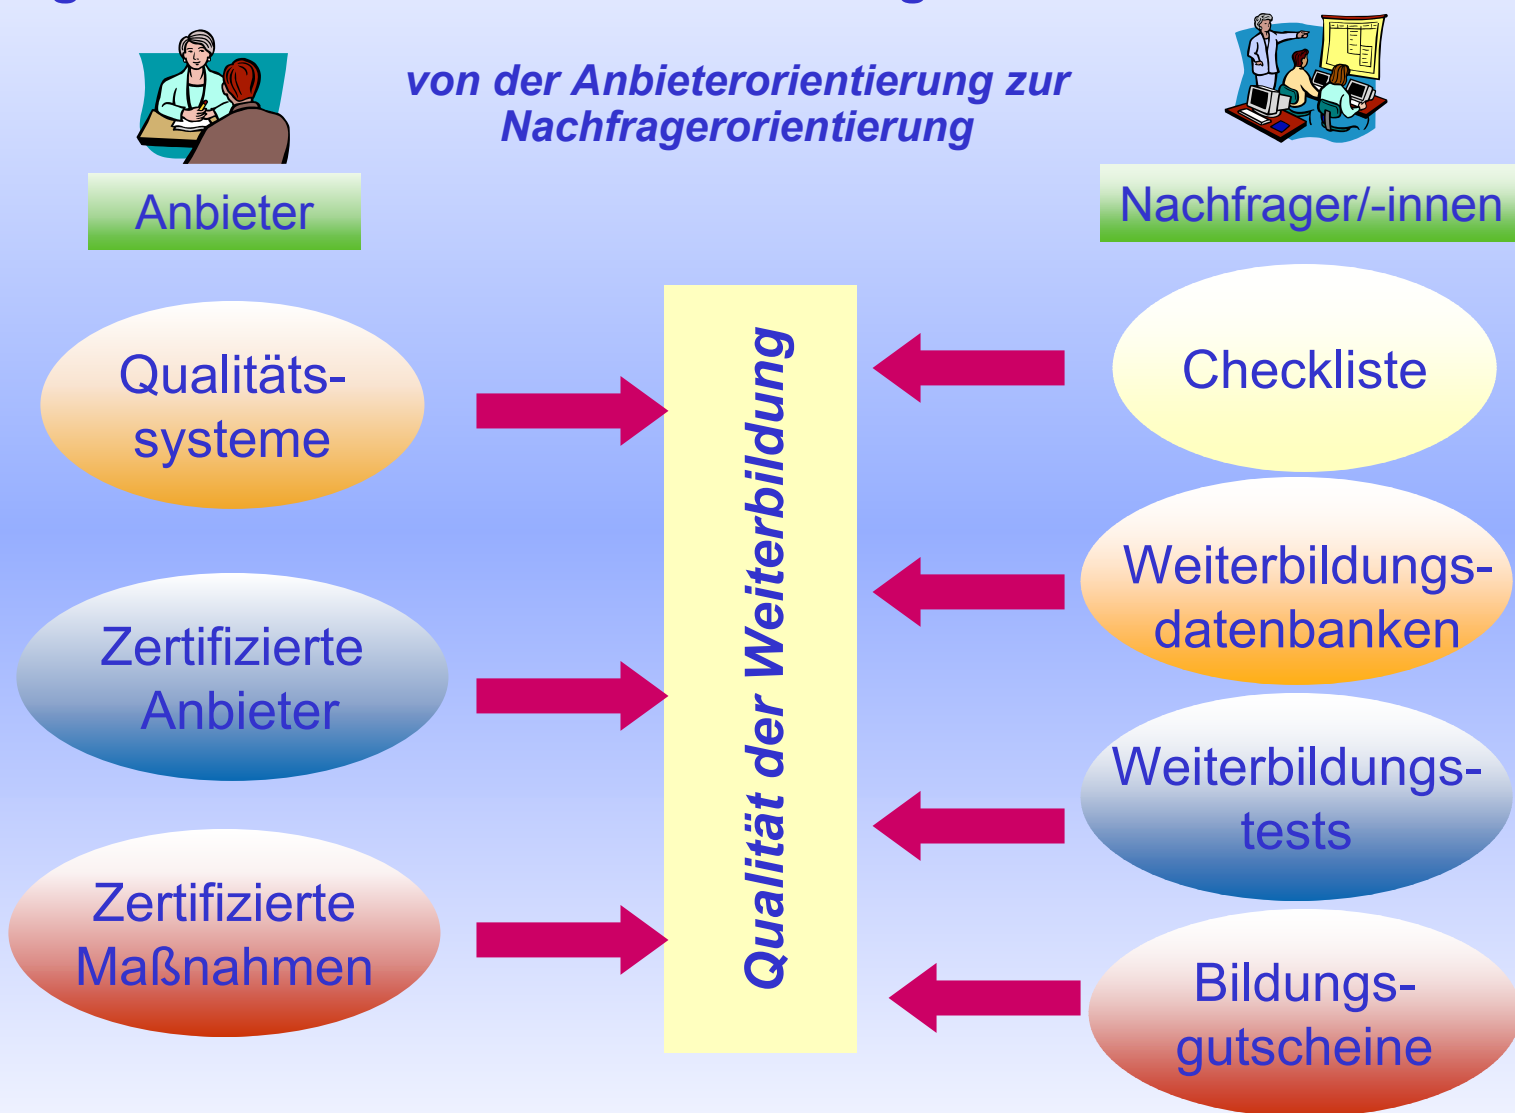 von der Anbieterorientierung zur
Nachfragerorientierung
Anbieter
Nachfrager/-innen
Qualitäts-
systeme
Zertifizierte
Anbieter
Zertifizierte
Maßnahmen
Qualität der Weiterbildung
Checkliste
Weiterbildungs-
datenbanken
Weiterbildungs-
tests
Bildungs-
gutscheine